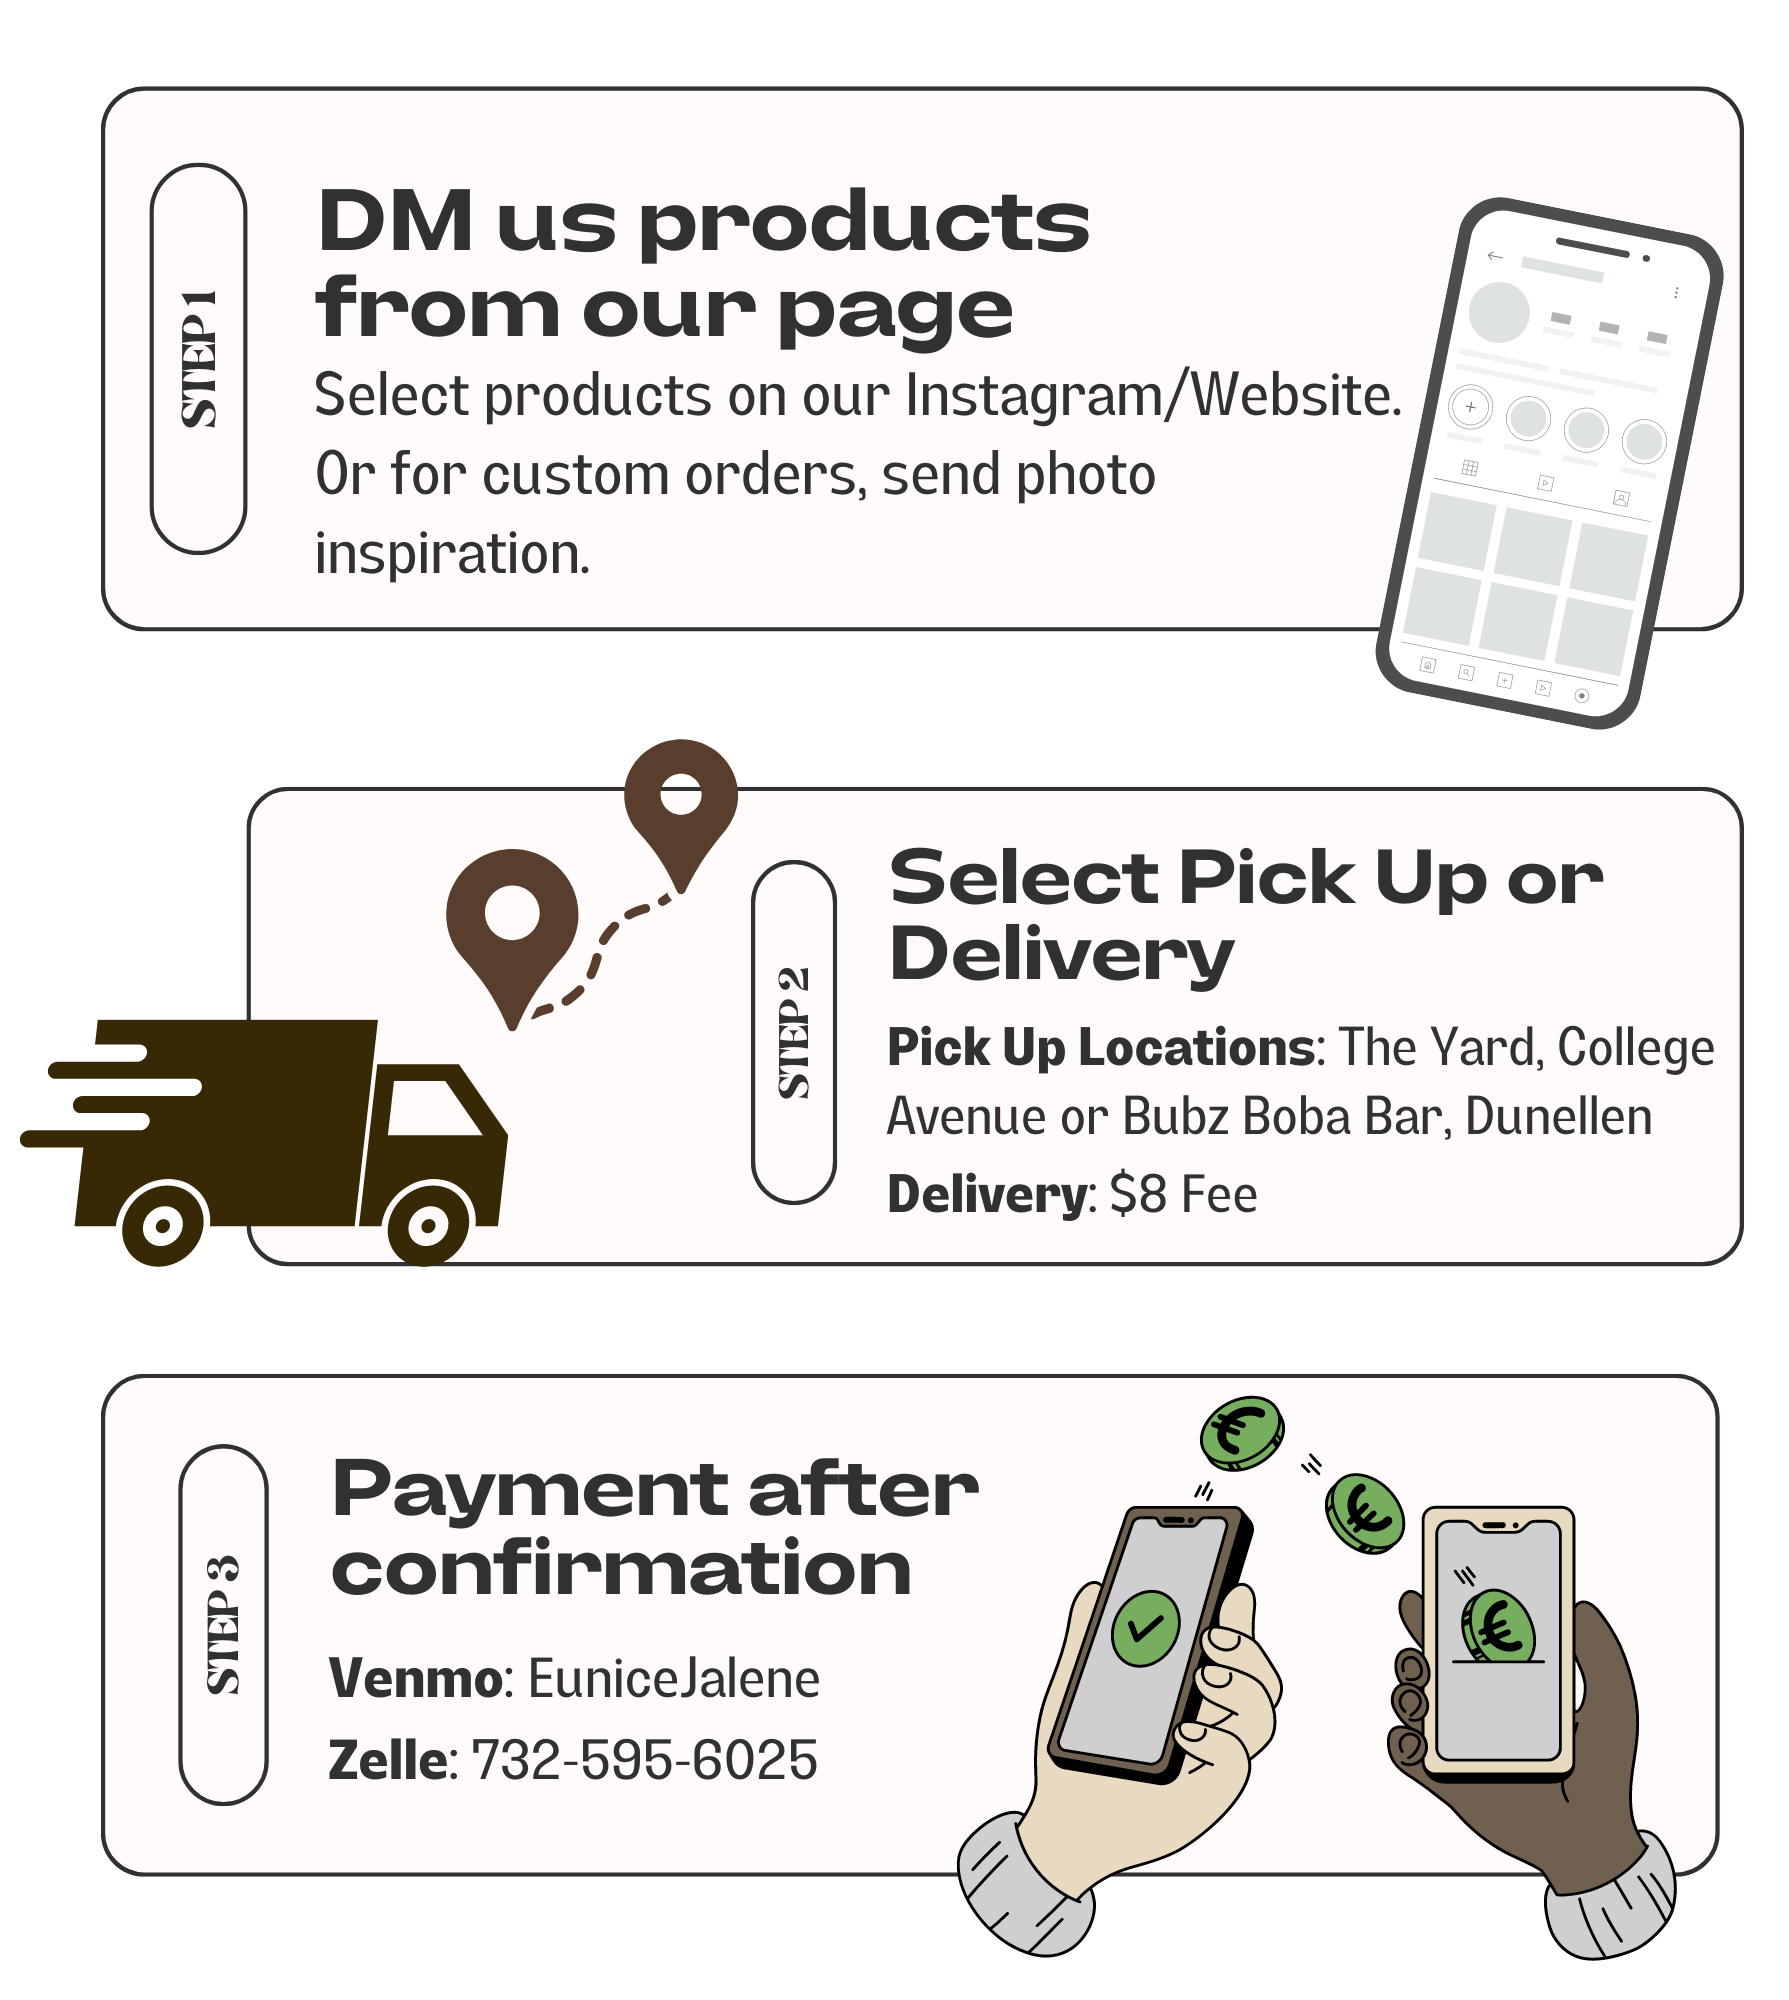 STEP 1
DM us products
from our page
Select products on our Instagram/Website.
Or for custom orders, send photo
inspiration.
STEP 2
Select Pick Up or
Delivery
Pick Up Locations: The Yard, College
Avenue or Bubz Boba Bar, Dunellen
Delivery: $8 Fee
STEP 3
Payment after
confirmation
Venmo: EuniceJalene
Zelle: 732-595-6025